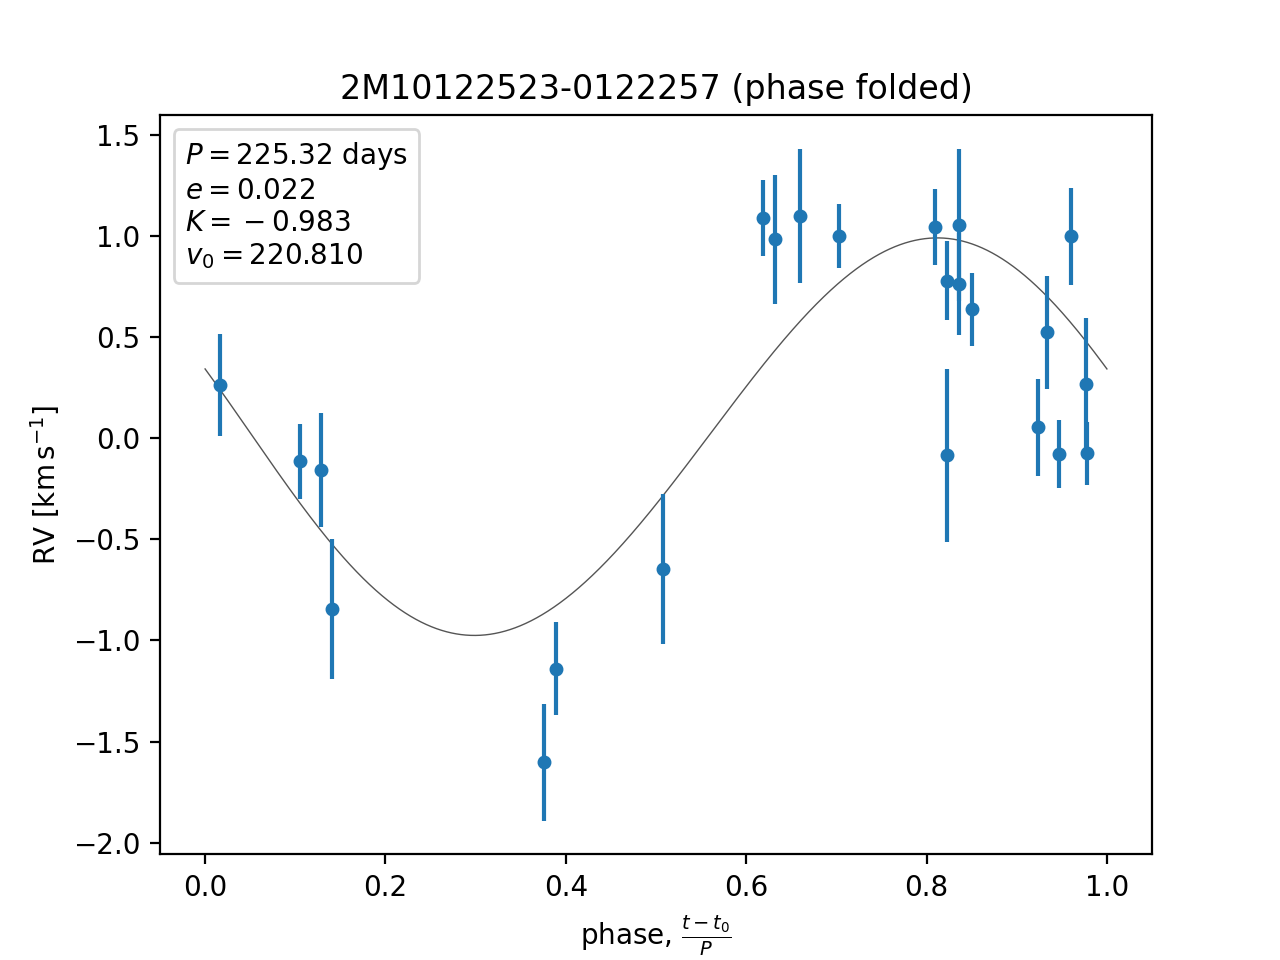 2M10122523-0122257 (phase folded)
P = 225.32 days
e = 0.022
K = −0.983
v₀ = 220.810
1.5
1.0
0.5
0.0
−0.5
−1.0
−1.5
−2.0
RV [km s⁻¹]
0.0 0.2 0.4 0.6 0.8 1.0
phase, (t − t₀)/P